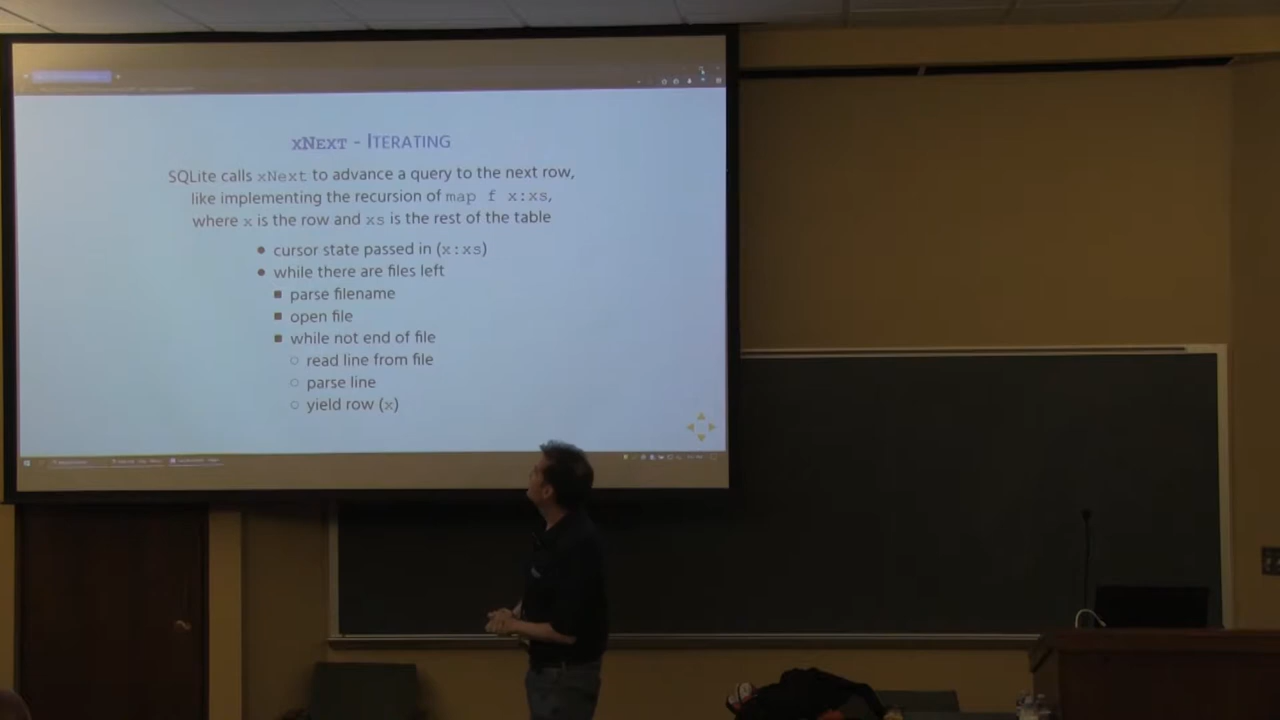 xNext - Iterating
SQLite calls xNext to advance a query to the next row,
like implementing the recursion of map f x:xs,
where x is the row and xs is the rest of the table
cursor state passed in (x:xs)
while there are files left
parse filename
open file
while not end of file
read line from file
parse line
yield row (x)